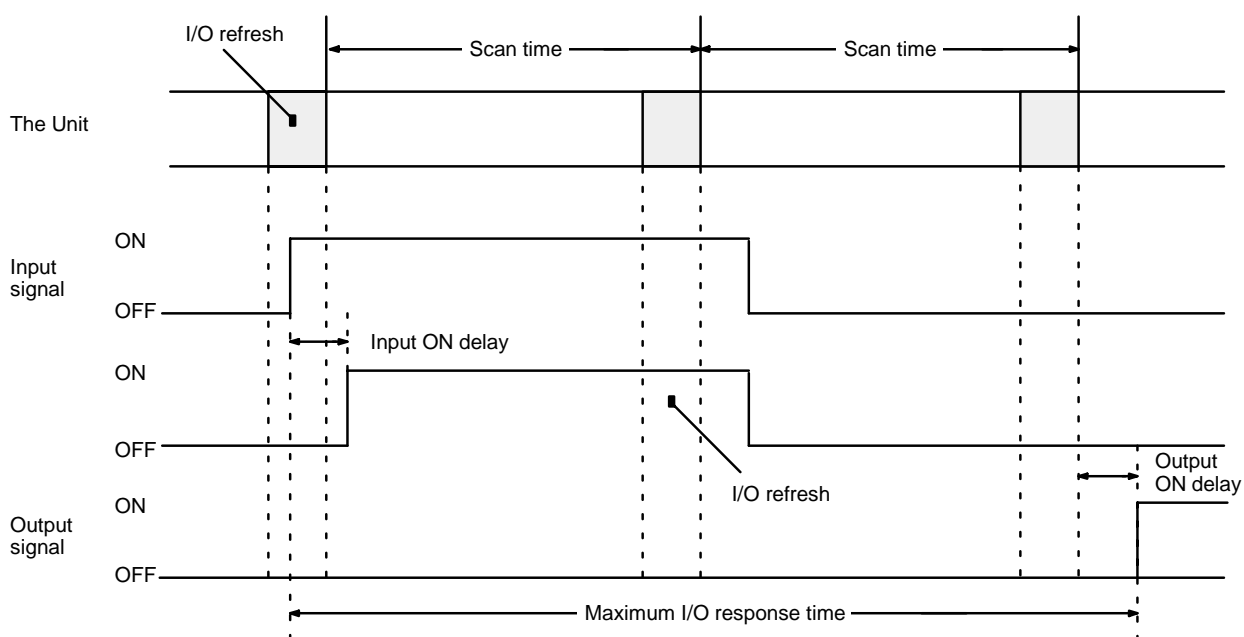 I/O refresh
Scan time
Scan time
The Unit
ON
Input
signal
OFF
Input ON delay
ON
OFF
I/O refresh
Output
ON delay
ON
Output
signal
OFF
Maximum I/O response time